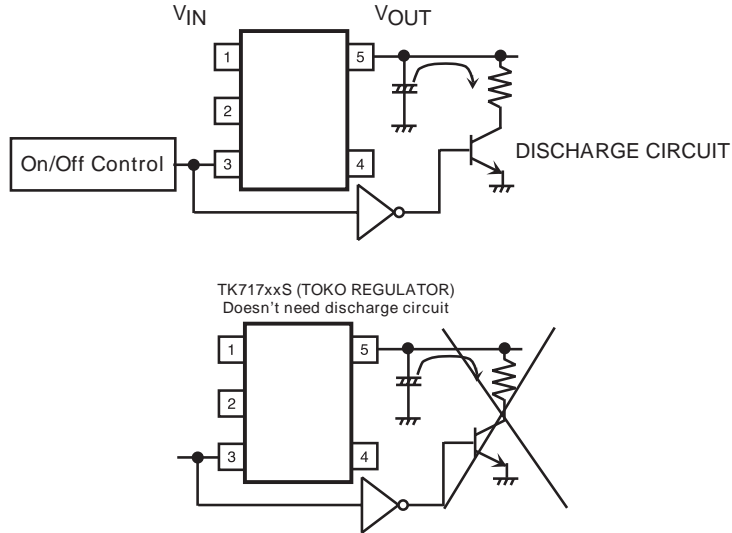 VIN VOUT
1 5
2
On/Off Control 3 4
DISCHARGE CIRCUIT
TK717xxS (TOKO REGULATOR)
Doesn't need discharge circuit
1 5
2
3 4